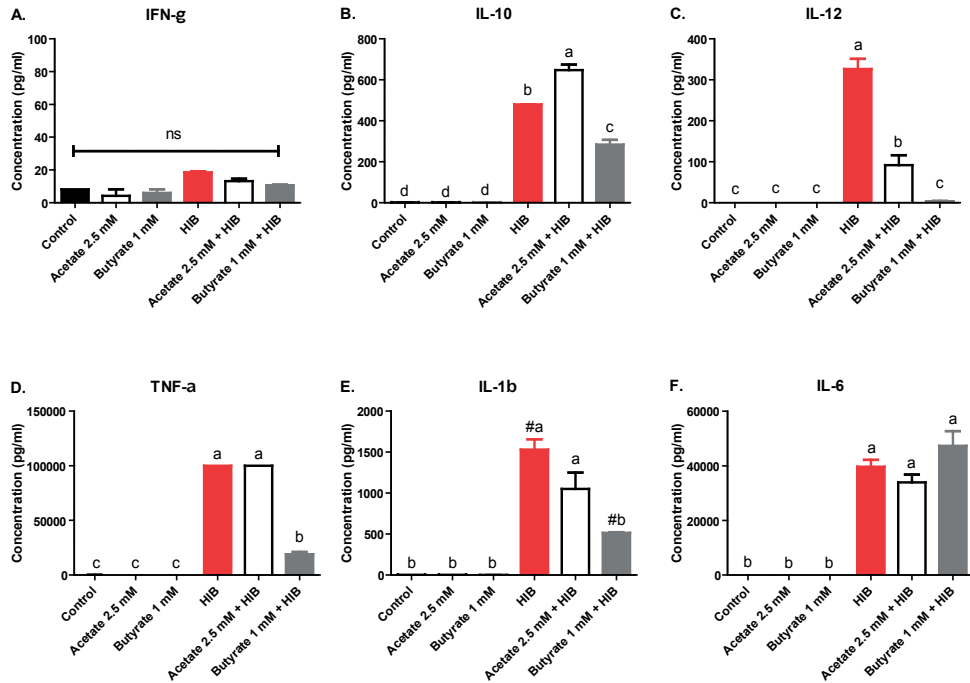 A.
IFN-g
Concentration (pg/ml)
100
80
60
40
20
0
ns
Control
Acetate 2.5 mM
Butyrate 1 mM
HIB
Acetate 2.5 mM + HIB
Butyrate 1 mM + HIB
B.
IL-10
Concentration (pg/ml)
800
600
400
200
0
d
d
d
b
a
c
Control
Acetate 2.5 mM
Butyrate 1 mM
HIB
Acetate 2.5 mM + HIB
Butyrate 1 mM + HIB
C.
IL-12
Concentration (pg/ml)
400
300
200
100
0
c
c
c
a
b
c
Control
Acetate 2.5 mM
Butyrate 1 mM
HIB
Acetate 2.5 mM + HIB
Butyrate 1 mM + HIB
D.
TNF-a
Concentration (pg/ml)
150000
100000
50000
0
c
c
c
a
a
b
Control
Acetate 2.5 mM
Butyrate 1 mM
HIB
Acetate 2.5 mM + HIB
Butyrate 1 mM + HIB
E.
IL-1b
Concentration (pg/ml)
2000
1500
1000
500
0
b
b
b
#a
a
#b
Control
Acetate 2.5 mM
Butyrate 1 mM
HIB
Acetate 2.5 mM + HIB
Butyrate 1 mM + HIB
F.
IL-6
Concentration (pg/ml)
60000
40000
20000
0
b
b
b
a
a
a
Control
Acetate 2.5 mM
Butyrate 1 mM
HIB
Acetate 2.5 mM + HIB
Butyrate 1 mM + HIB